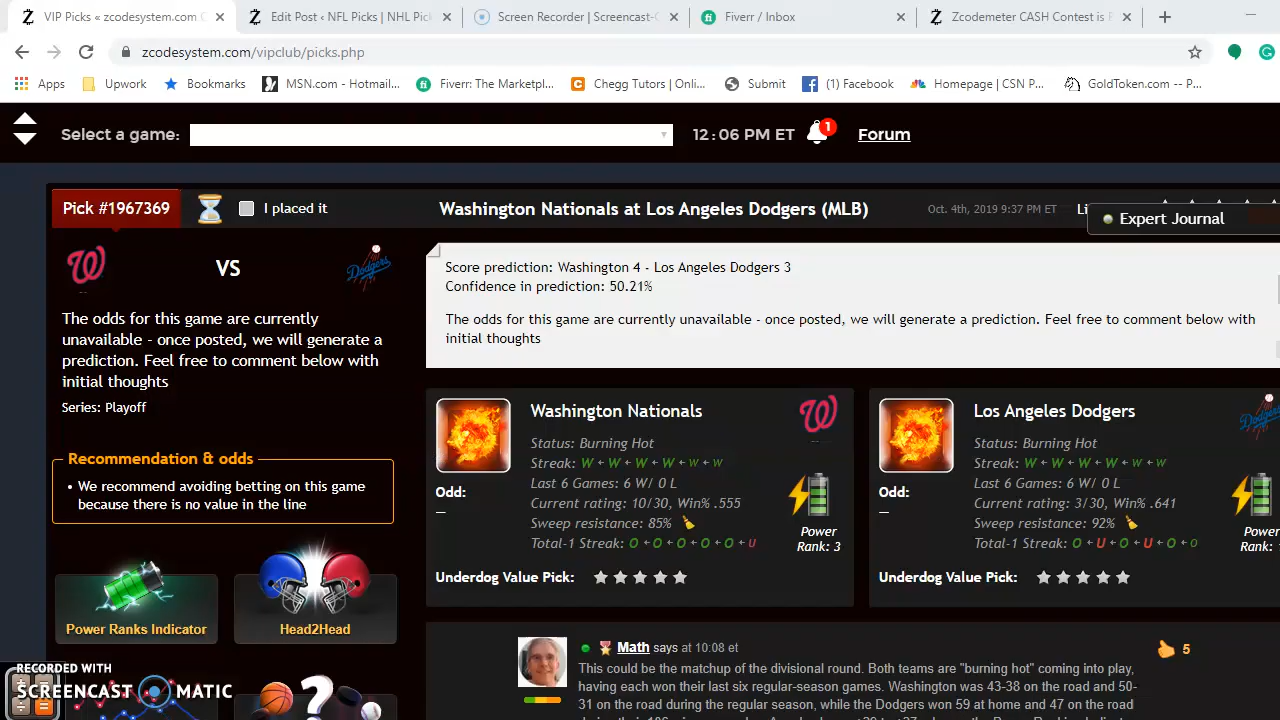 VIP Picks « zcodesystem.com
Edit Post ‹ NFL Picks | NHL Pick
Screen Recorder | Screencast-
Fiverr / Inbox
Zcodemeter CASH Contest is
zcodesystem.com/vipclub/picks.php
Apps
Upwork
Bookmarks
MSN.com - Hotmail...
Fiverr: The Marketpl...
Chegg Tutors | Onli...
Submit
(1) Facebook
Homepage | CSN P...
GoldToken.com -- P...
Select a game:
12:06 PM ET
1
Forum
Pick #1967369
I placed it
Washington Nationals at Los Angeles Dodgers (MLB)
Oct. 4th, 2019 9:37 PM ET
Li
Expert Journal
W
VS
Dodgers
The odds for this game are currently
unavailable - once posted, we will generate a
prediction. Feel free to comment below with
initial thoughts
Series: Playoff
Score prediction: Washington 4 - Los Angeles Dodgers 3
Confidence in prediction: 50.21%
The odds for this game are currently unavailable - once posted, we will generate a prediction. Feel free to comment below with
initial thoughts
Recommendation & odds
• We recommend avoiding betting on this game
because there is no value in the line
Power Ranks Indicator
Head2Head
Washington Nationals
Status: Burning Hot
Streak: W ← W ← W ← W ← W ← W
Last 6 Games: 6 W/ 0 L
Current rating: 10/30, Win% .555
Sweep resistance: 85%
Total-1 Streak: O ← O ← O ← O ← O ← U
Odd:
—
W
Power
Rank: 3
Underdog Value Pick:
Los Angeles Dodgers
Status: Burning Hot
Streak: W ← W ← W ← W ← W ← W
Last 6 Games: 6 W/ 0 L
Current rating: 3/30, Win% .641
Sweep resistance: 92%
Total-1 Streak: O ← U ← O ← U ← O ← O
Odd:
—
Dodgers
Power
Rank:
Underdog Value Pick:
Math says at 10:08 et
5
This could be the matchup of the divisional round. Both teams are "burning hot" coming into play,
having each won their last six regular-season games. Washington was 43-38 on the road and 50-
31 on the road during the regular season, while the Dodgers won 59 at home and 47 on the road
RECORDED WITH
SCREENCAST MATIC